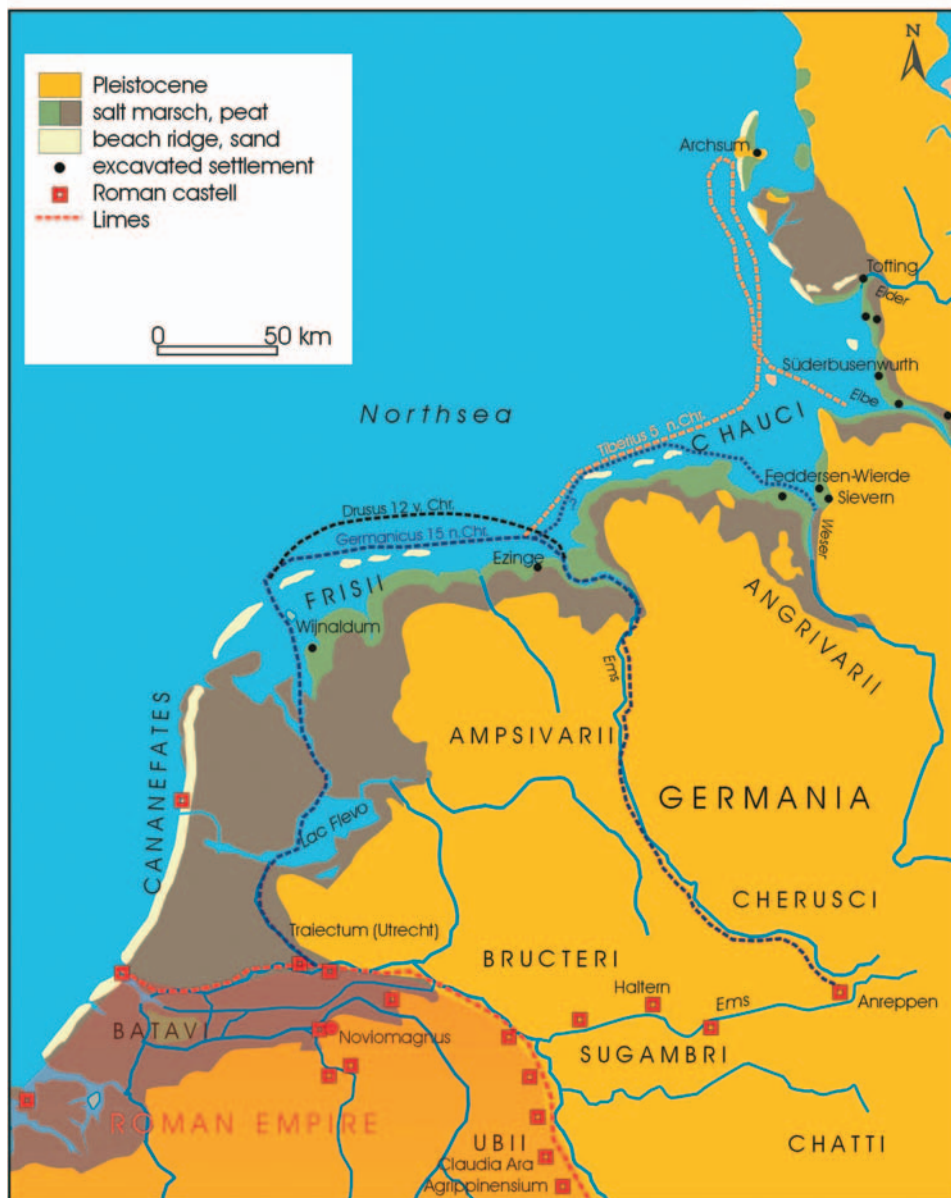 N
Pleistocene
salt marsch, peat
beach ridge, sand
excavated settlement
Roman castell
Limes
0 50 km
Archsum
Tofting
Eider
Süderbusenwurth
Elbe
Northsea
Tiberius 5 n.Chr.
CHAUCI
Feddersen-Wierde
Sievern
Weser
Drusus 12 v. Chr.
Germanicus 15 n.Chr.
?
Ezinge
FRISII
Wijnaldum
ANGRIVARII
Ems
CANANEFATES
AMPSIVARII
GERMANIA
Lac Flevo
CHERUSCI
Traiectum (Utrecht)
BRUCTERI
Haltern
Ems
Anreppen
BATAVI
Noviomagnus
SUGAMBRI
ROMAN EMPIRE
UBII
CHATTI
Claudia Ara
Agrippinensium